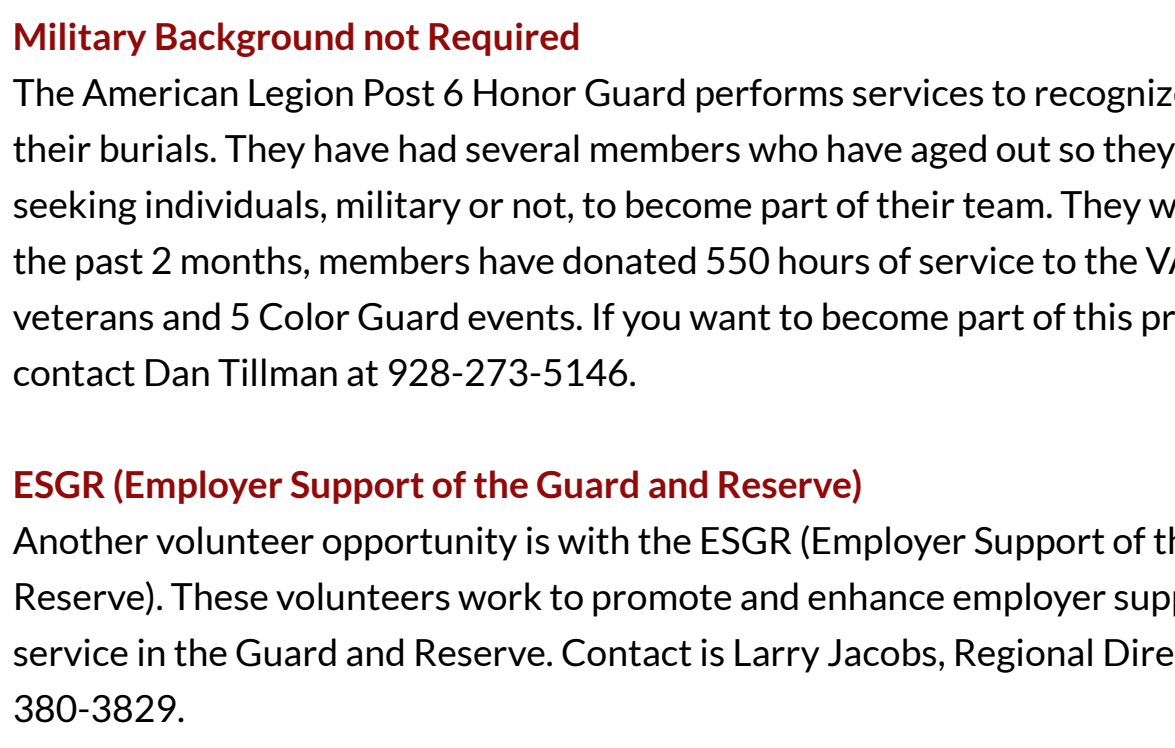 Military Background not Required
The American Legion Post 6 Honor Guard performs services to
their burials. They have had several members who have aged out so they
seeking individuals, military or not, to become part of their team. They
the past 2 months, members have donated 550 hours of service to the
veterans and 5 Color Guard events. If you want to become part of this
contact Dan Tillman at 928-273-5146.
ESGR (Employer Support of the Guard and Reserve)
Another volunteer opportunity is with the ESGR (Employer Support of
Reserve). These volunteers work to promote and enhance employer
service in the Guard and Reserve. Contact is Larry Jacobs, Regional
380-3829.